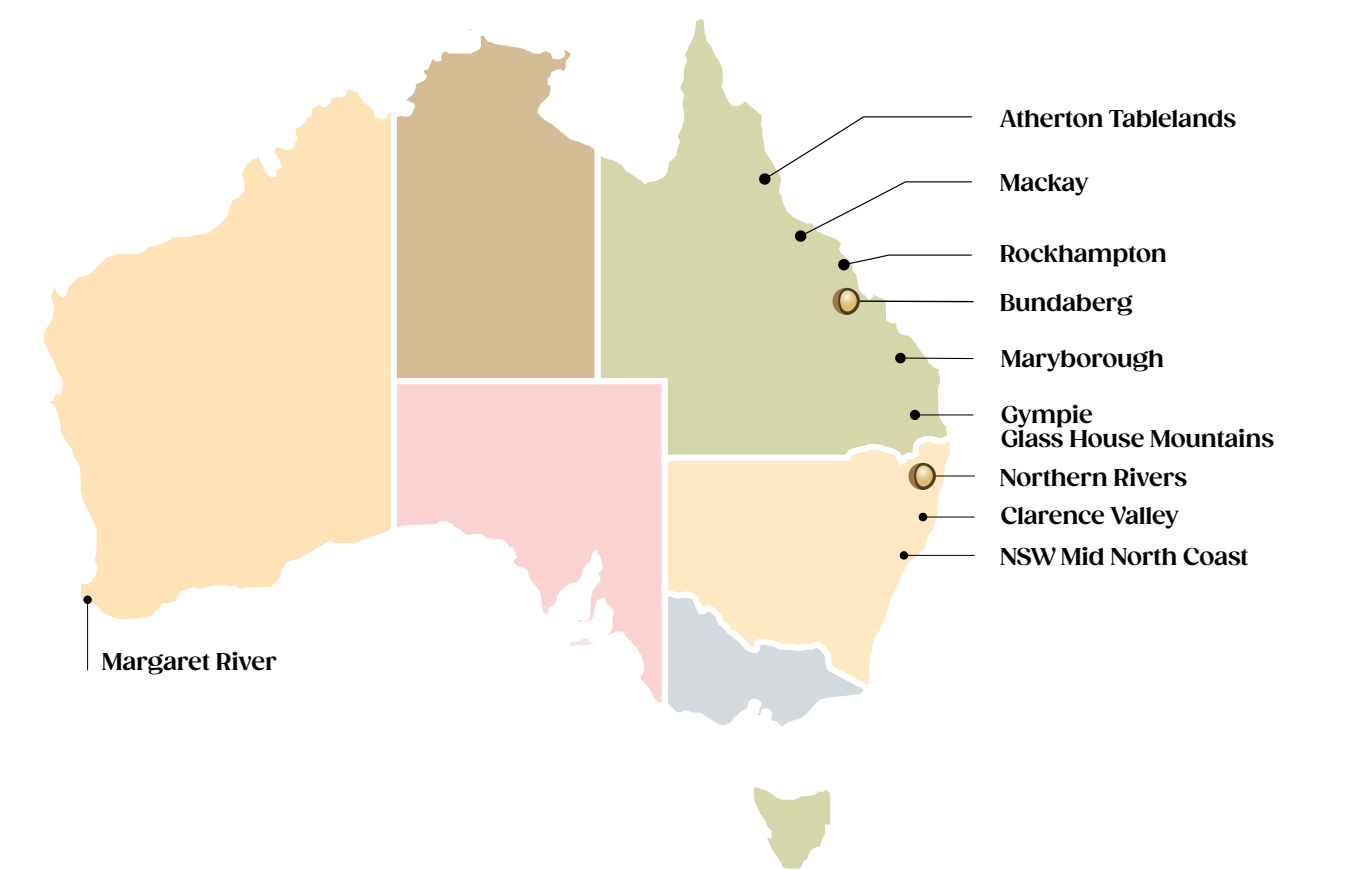 Atherton Tablelands
Mackay
Rockhampton
Bundaberg
Maryborough
Gympie
Glass House Mountains
Northern Rivers
Clarence Valley
NSW Mid North Coast
Margaret River